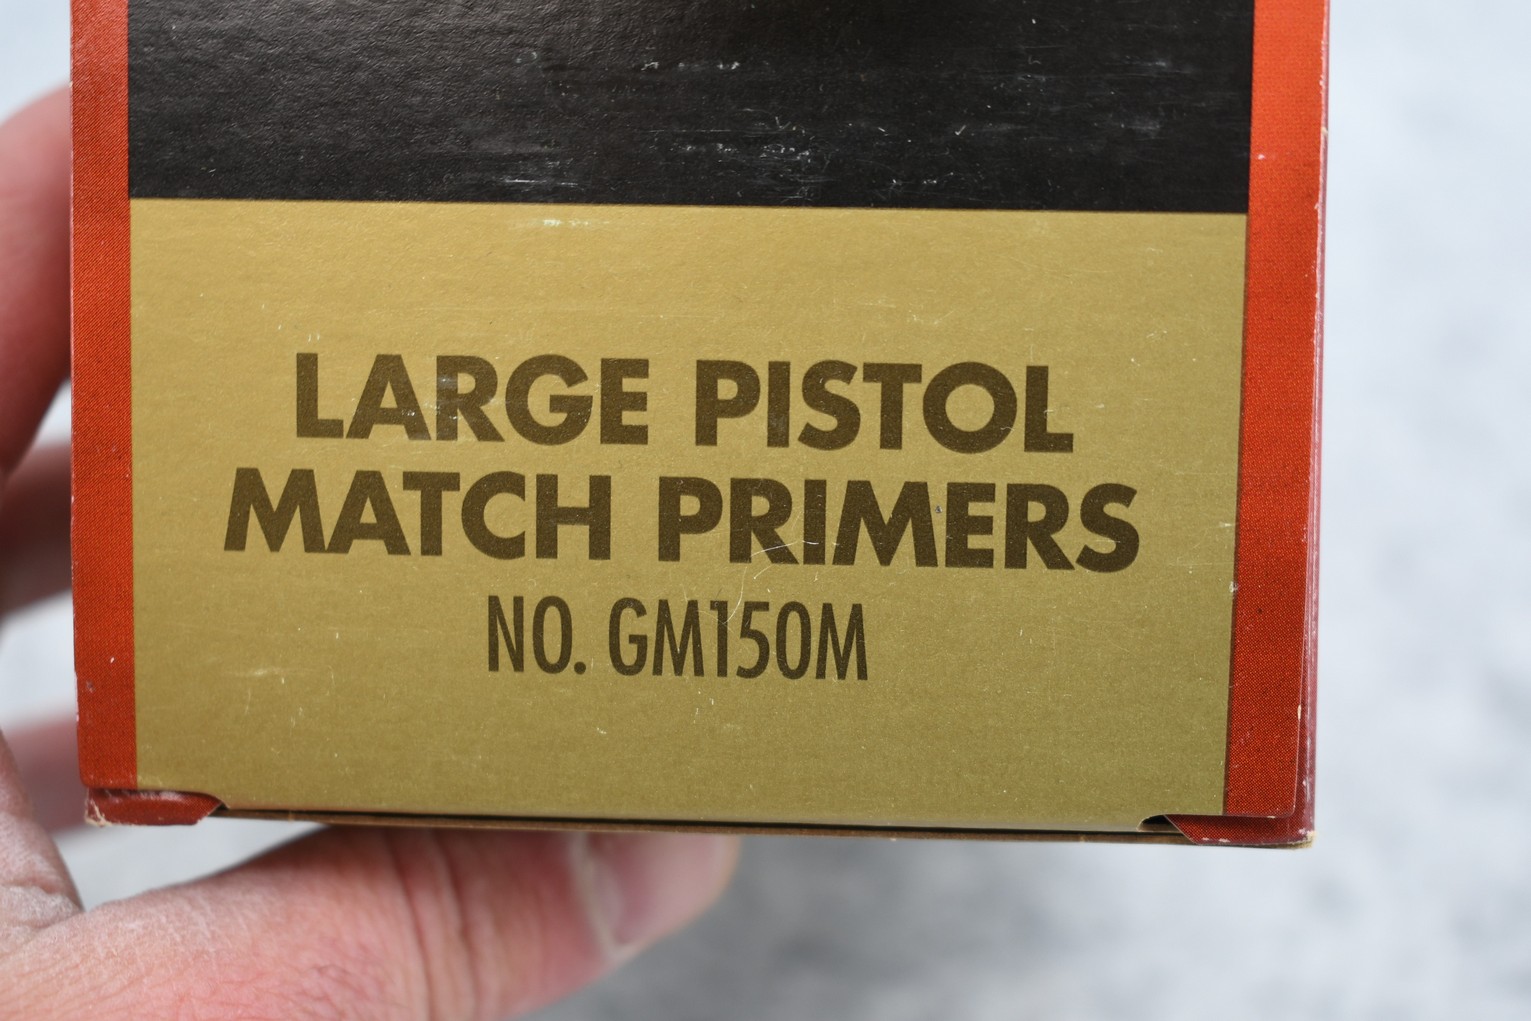 LARGE PISTOL
MATCH PRIMERS
NO. GM150M